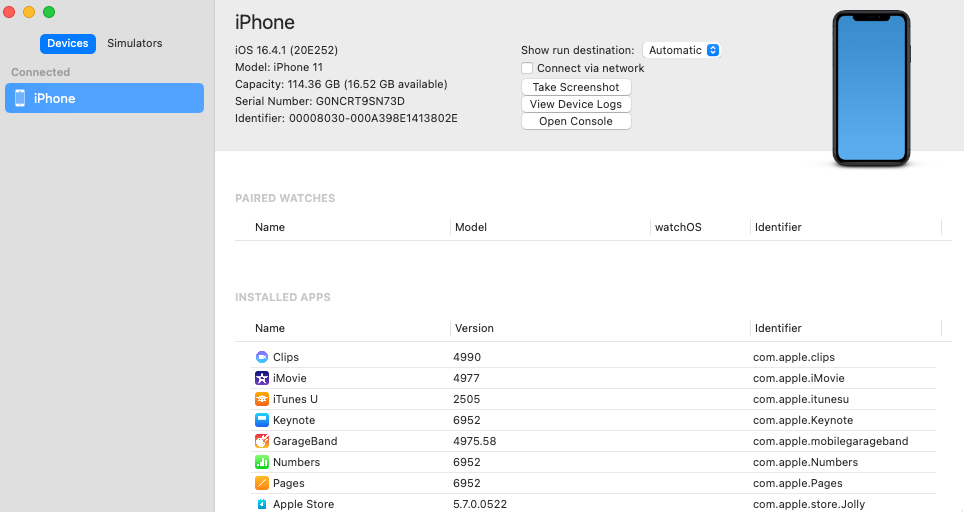 iPhone
Devices Simulators
Connected
iPhone
iOS 16.4.1 (20E252)
Model: iPhone 11
Capacity: 114.36 GB (16.52 GB available)
Serial Number: G0NCRT9SN73D
Identifier: 00008030-000A398E1413802E
Show run destination: Automatic
Connect via network
Take Screenshot
View Device Logs
Open Console
PAIRED WATCHES
Name Model watchOS Identifier
INSTALLED APPS
Name Version Identifier
Clips 4990 com.apple.clips
iMovie 4977 com.apple.iMovie
iTunes U 2505 com.apple.itunesu
Keynote 6952 com.apple.Keynote
GarageBand 4975.58 com.apple.mobilegarageband
Numbers 6952 com.apple.Numbers
Pages 6952 com.apple.Pages
Apple Store 5.7.0.0522 com.apple.store.Jolly